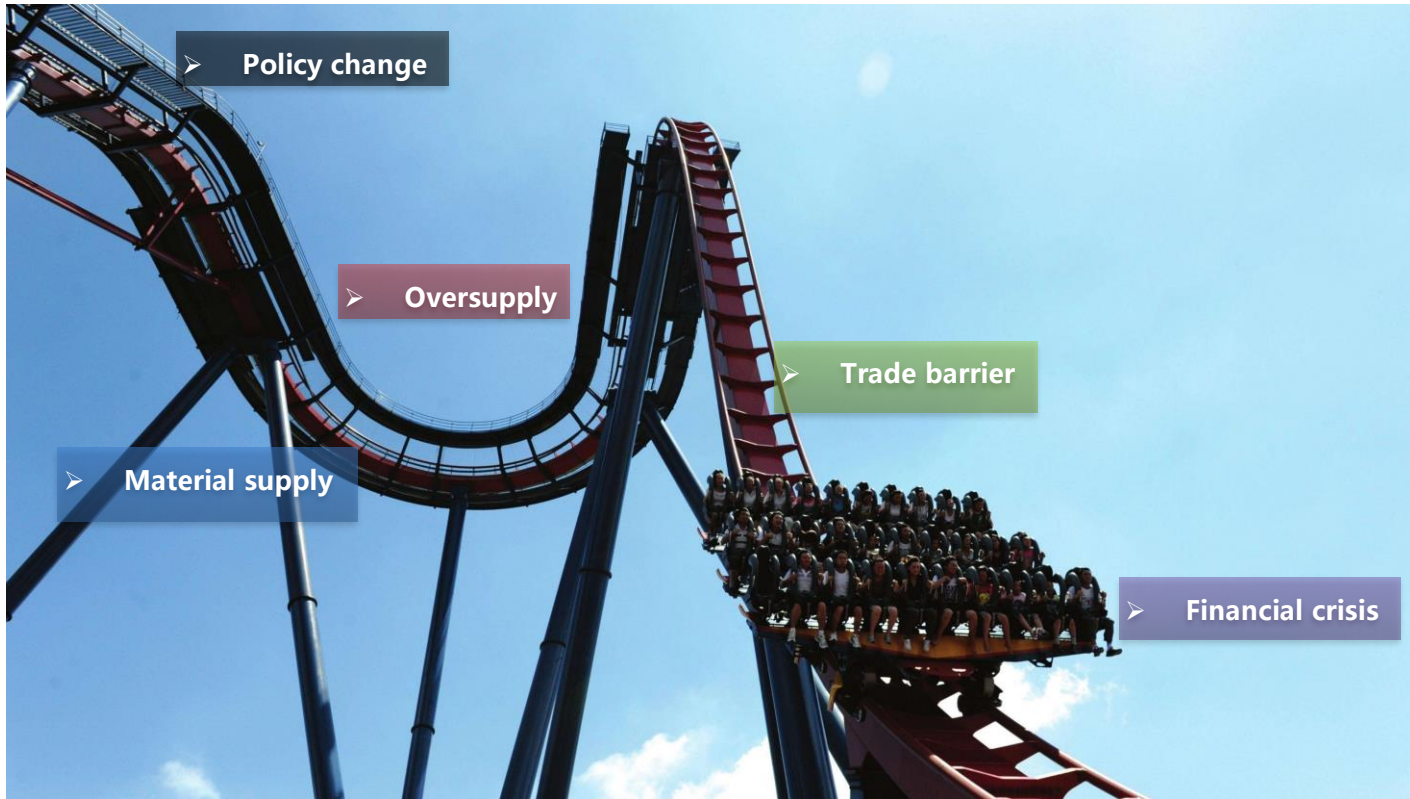 ➢ Policy change
➢ Oversupply
➢ Trade barrier
➢ Material supply
➢ Financial crisis